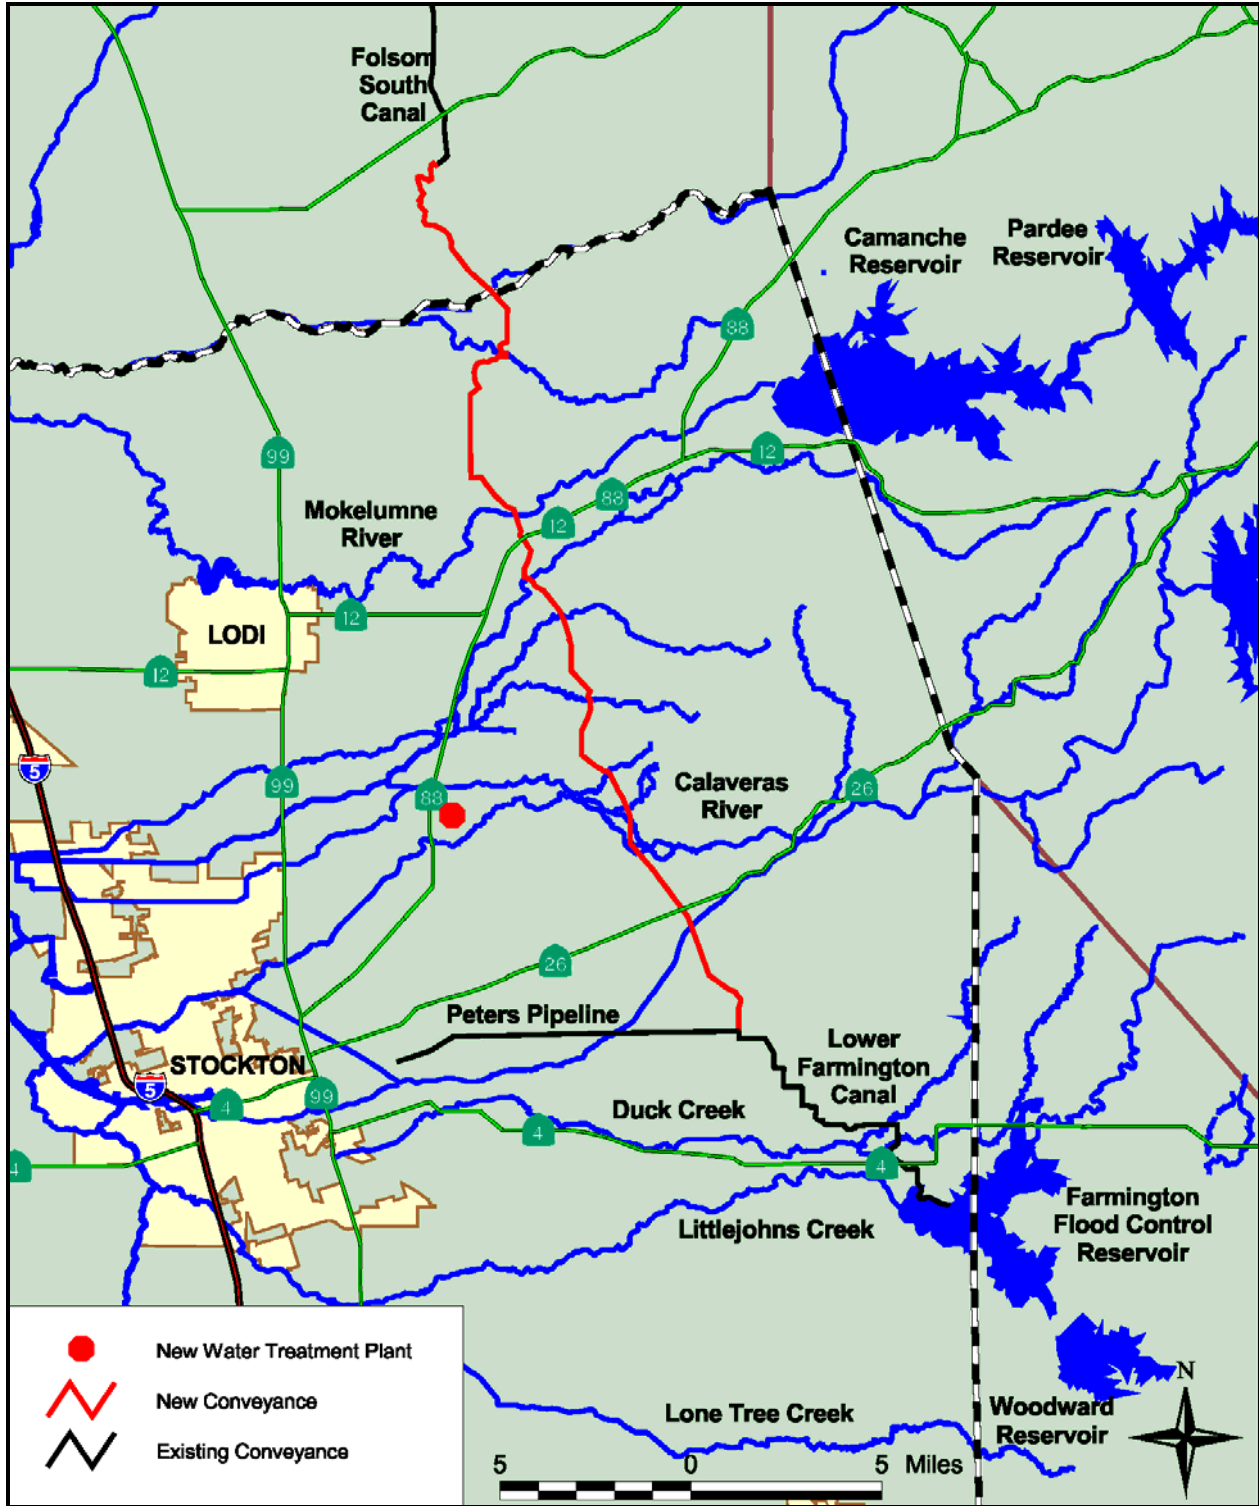 Folsom
South
Canal
Camanche
Reservoir
Pardee
Reservoir
88
99
12
88
12
Mokelumne
River
LODI
12
12
5
99
88
Calaveras
River
26
26
Peters Pipeline
Lower
Farmington
Canal
STOCKTON
5
4
99
Duck Creek
4
4
4
Littlejohns Creek
Farmington
Flood Control
Reservoir
New Water Treatment Plant
New Conveyance
Existing Conveyance
Lone Tree Creek
Woodward
Reservoir
N
5 0 5 Miles